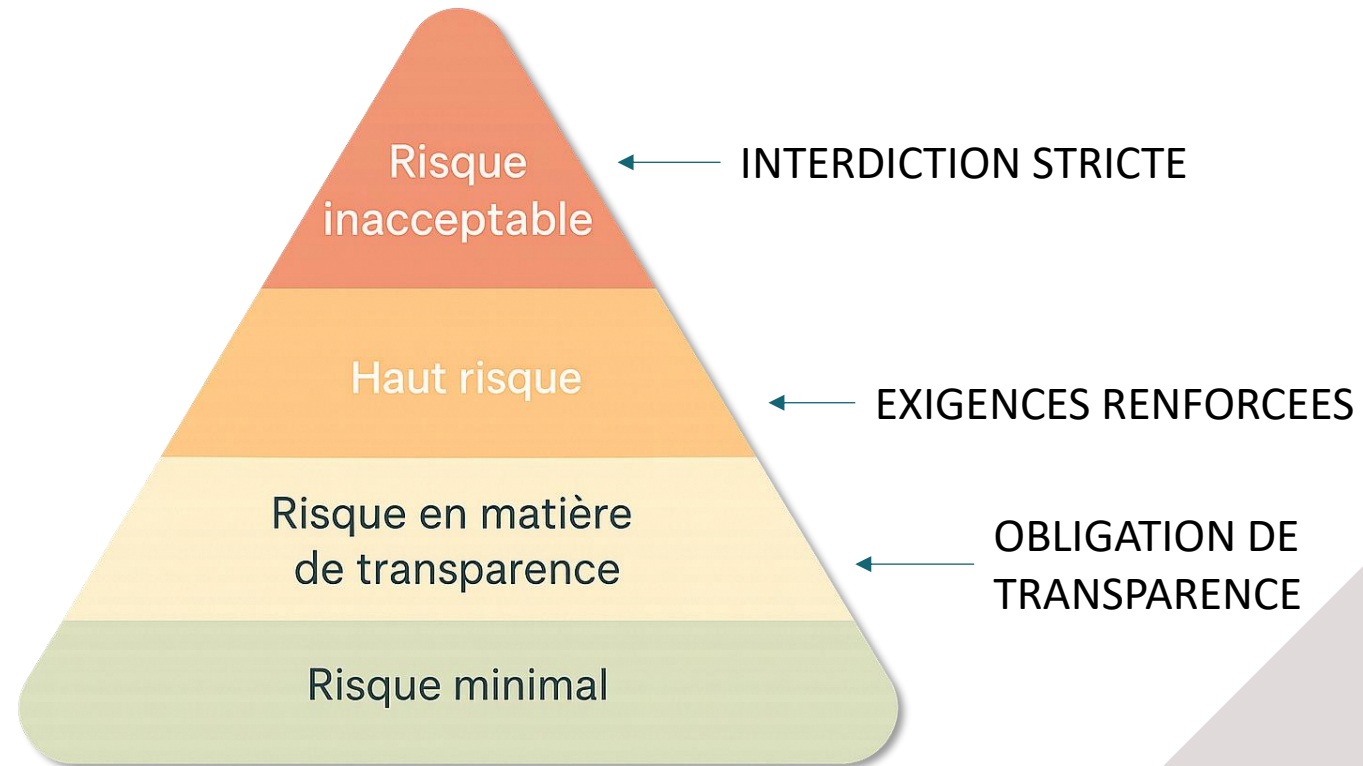 Risque
inacceptable
INTERDICTION STRICTE
Haut risque
EXIGENCES RENFORCEES
Risque en matière
de transparence
OBLIGATION DE
TRANSPARENCE
Risque minimal